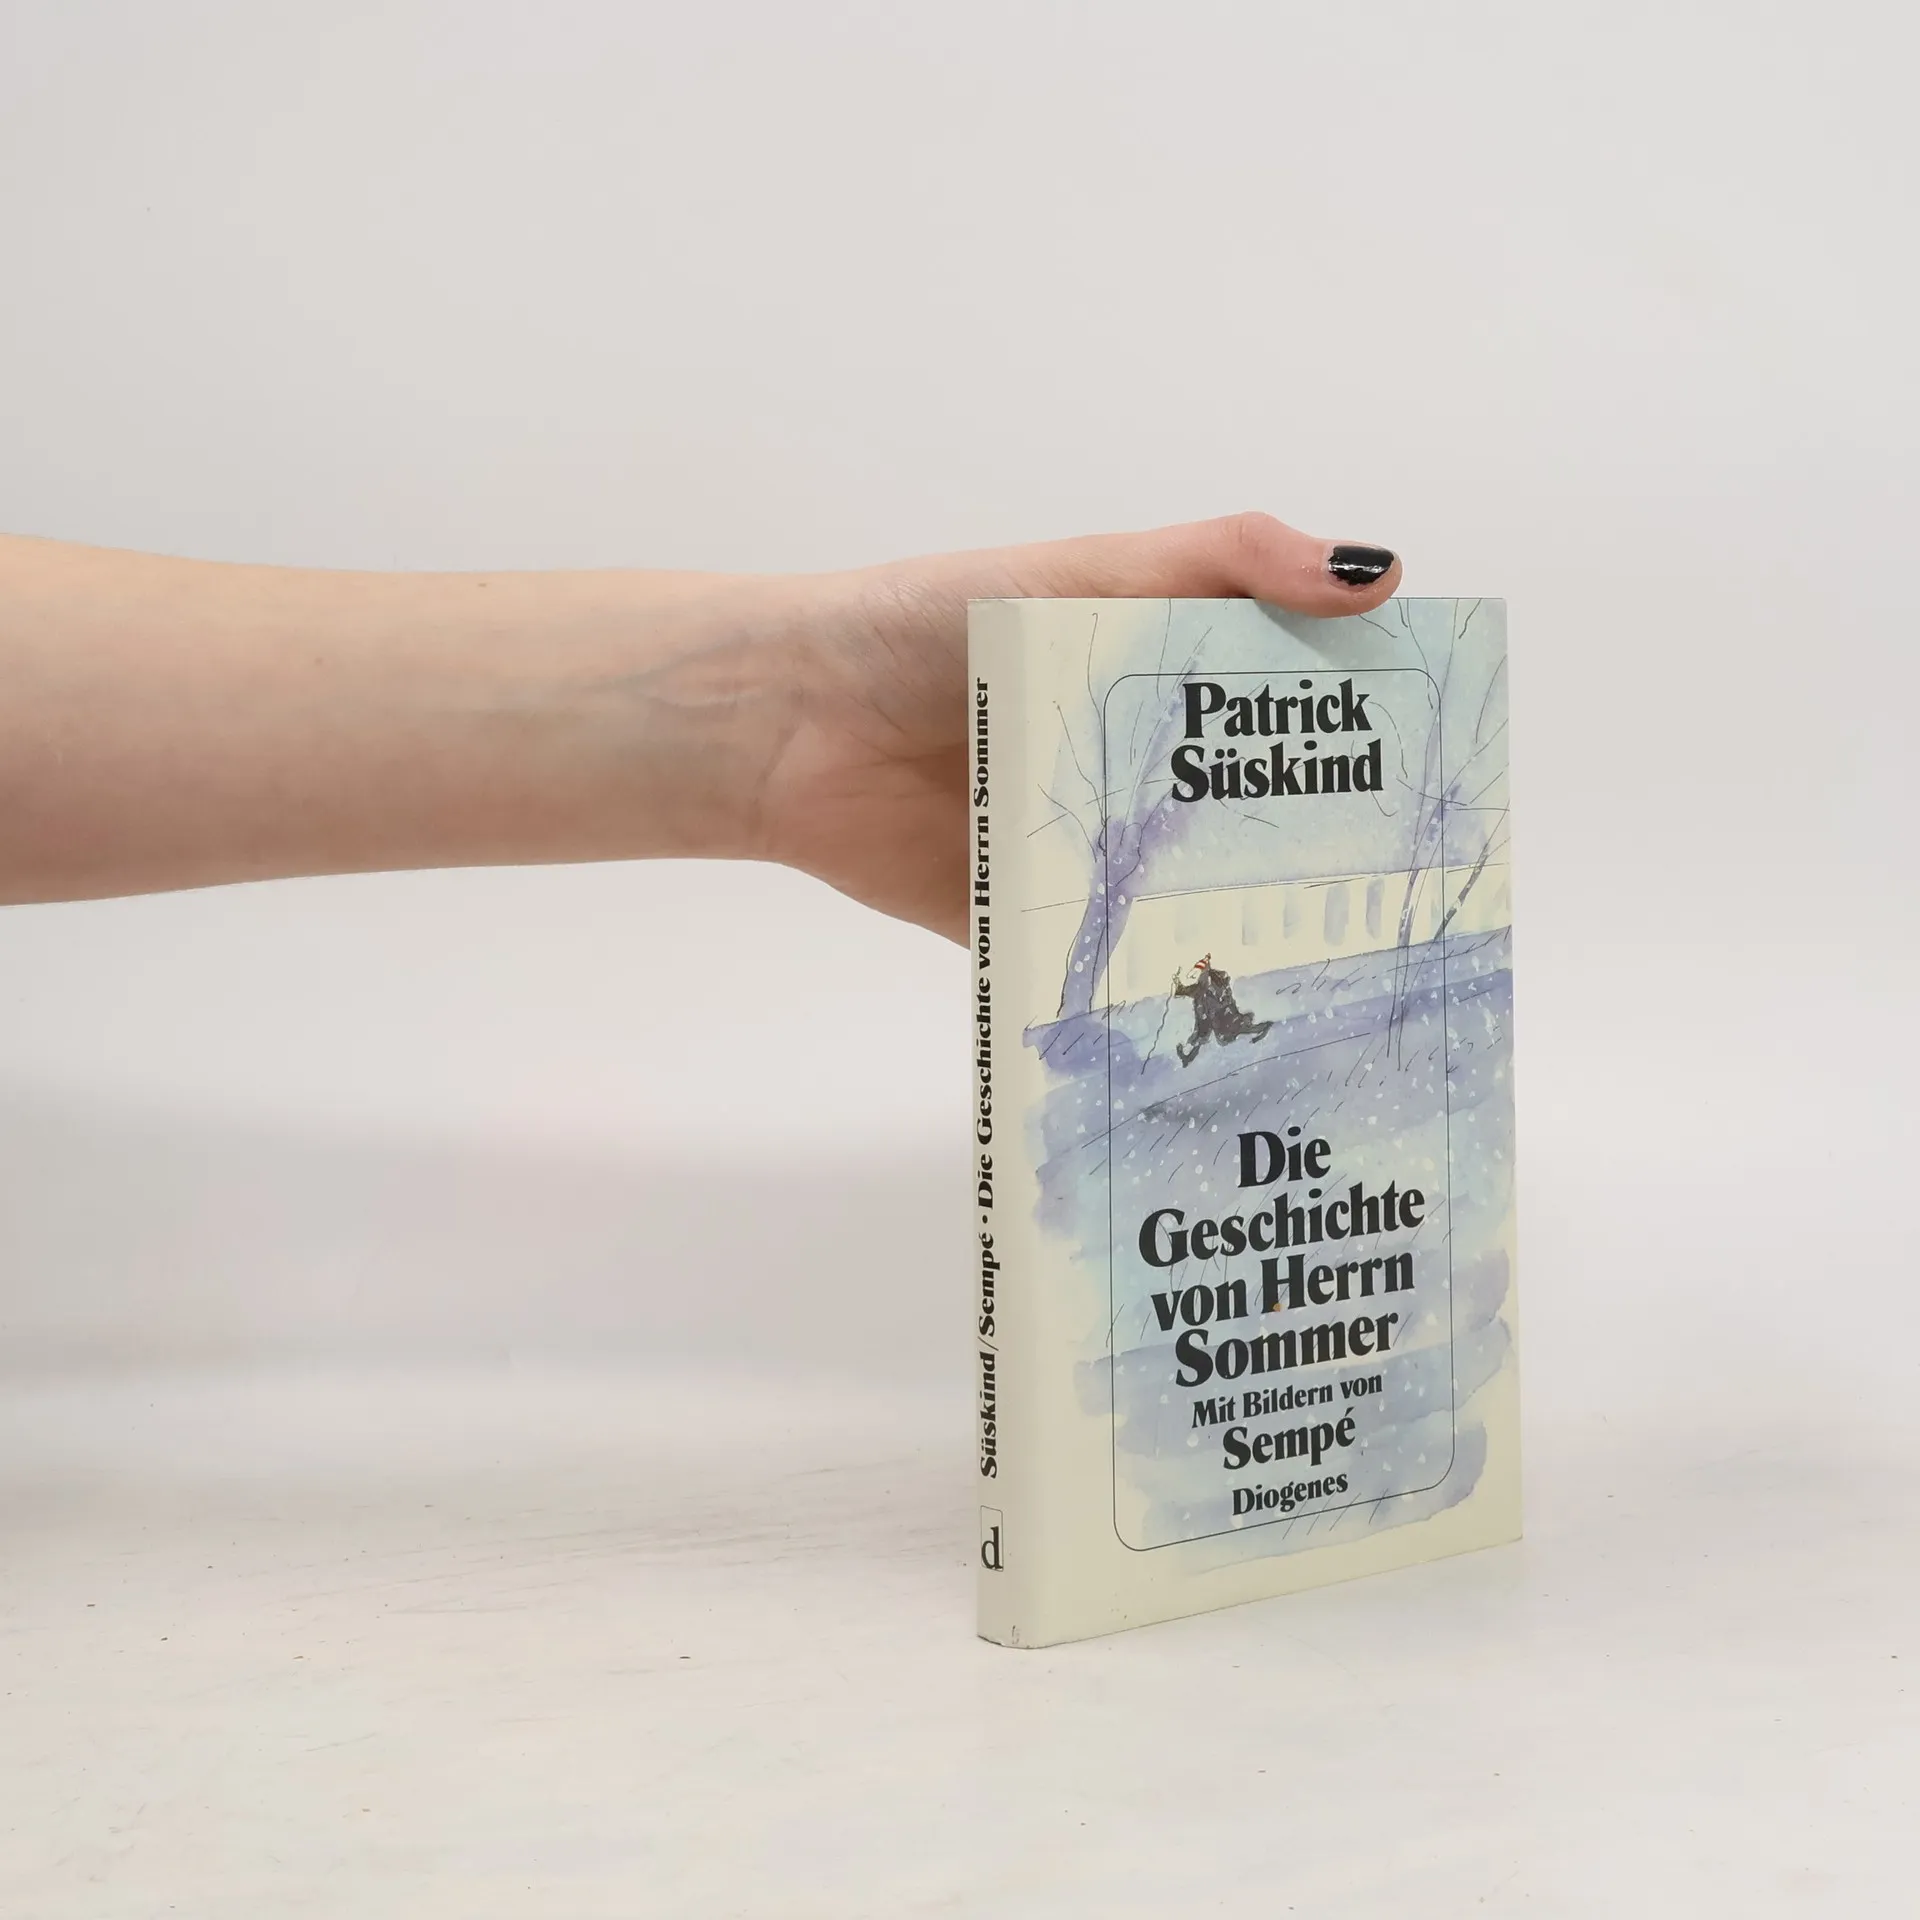 Süskind/Sempé · Die Geschichte von Herrn Sommer
d
Patrick
Süskind
Die
Geschichte
von Herrn
Sommer
Mit Bildern von
Sempé
Diogenes